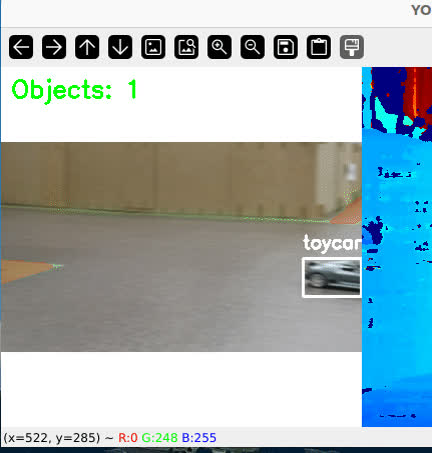 YO
Objects: 1
toycar
(x=522, y=285) ~ R:0 G:248 B:255